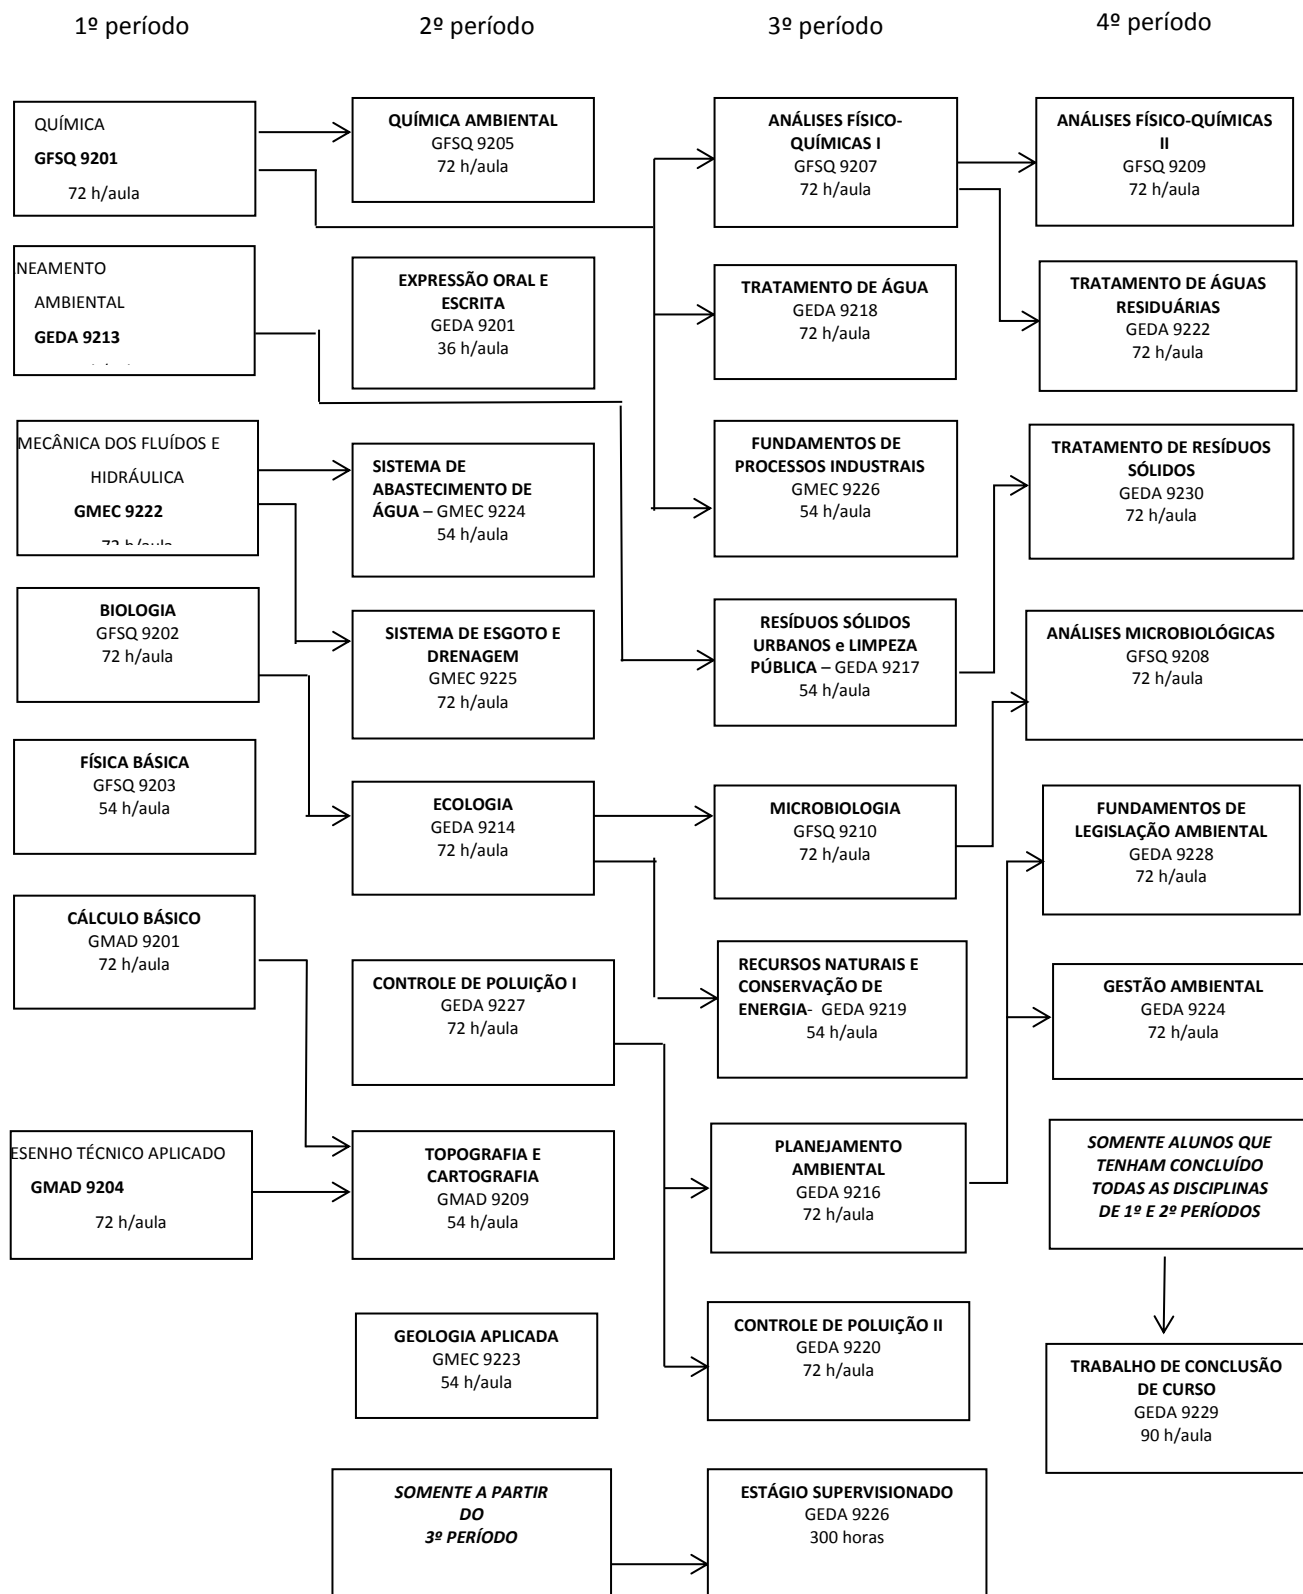 1º período
2º período
3º período
4º período
QUÍMICA
GFSQ 9201
72 h/aula
NEAMENTO
AMBIENTAL
GEDA 9213
MECÂNICA DOS FLUÍDOS E
HIDRÁULICA
GMEC 9222
72 h/aula
BIOLOGIA
GFSQ 9202
72 h/aula
FÍSICA BÁSICA
GFSQ 9203
54 h/aula
CÁLCULO BÁSICO
GMAD 9201
72 h/aula
ESENHO TÉCNICO APLICADO
GMAD 9204
72 h/aula
QUÍMICA AMBIENTAL
GFSQ 9205
72 h/aula
EXPRESSÃO ORAL E
ESCRITA
GEDA 9201
36 h/aula
SISTEMA DE
ABASTECIMENTO DE
ÁGUA – GMEC 9224
54 h/aula
SISTEMA DE ESGOTO E
DRENAGEM
GMEC 9225
72 h/aula
ECOLOGIA
GEDA 9214
72 h/aula
CONTROLE DE POLUIÇÃO I
GEDA 9227
72 h/aula
TOPOGRAFIA E
CARTOGRAFIA
GMAD 9209
54 h/aula
GEOLOGIA APLICADA
GMEC 9223
54 h/aula
SOMENTE A PARTIR
DO
3º PERÍODO
ANÁLISES FÍSICO-
QUÍMICAS I
GFSQ 9207
72 h/aula
TRATAMENTO DE ÁGUA
GEDA 9218
72 h/aula
FUNDAMENTOS DE
PROCESSOS INDUSTRAIS
GMEC 9226
54 h/aula
RESÍDUOS SÓLIDOS
URBANOS e LIMPEZA
PÚBLICA – GEDA 9217
54 h/aula
MICROBIOLOGIA
GFSQ 9210
72 h/aula
RECURSOS NATURAIS E
CONSERVAÇÃO DE
ENERGIA- GEDA 9219
54 h/aula
PLANEJAMENTO
AMBIENTAL
GEDA 9216
72 h/aula
CONTROLE DE POLUIÇÃO II
GEDA 9220
72 h/aula
ESTÁGIO SUPERVISIONADO
GEDA 9226
300 horas
ANÁLISES FÍSICO-QUÍMICAS
II
GFSQ 9209
72 h/aula
TRATAMENTO DE ÁGUAS
RESIDUÁRIAS
GEDA 9222
72 h/aula
TRATAMENTO DE RESÍDUOS
SÓLIDOS
GEDA 9230
72 h/aula
ANÁLISES MICROBIOLÓGICAS
GFSQ 9208
72 h/aula
FUNDAMENTOS DE
LEGISLAÇÃO AMBIENTAL
GEDA 9228
72 h/aula
GESTÃO AMBIENTAL
GEDA 9224
72 h/aula
SOMENTE ALUNOS QUE
TENHAM CONCLUÍDO
TODAS AS DISCIPLINAS
DE 1º E 2º PERÍODOS
TRABALHO DE CONCLUSÃO
DE CURSO
GEDA 9229
90 h/aula